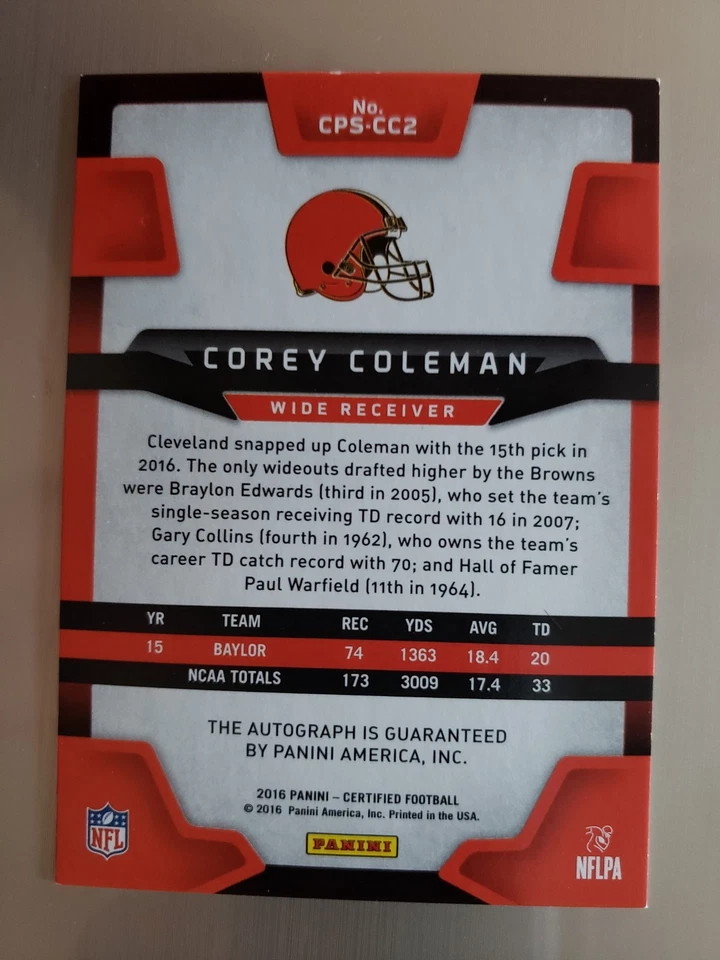 No.
CPS-CC2
COREY COLEMAN
WIDE RECEIVER
Cleveland snapped up Coleman with the 15th pick in
2016. The only wideouts drafted higher by the Browns
were Braylon Edwards (third in 2005), who set the team's
single-season receiving TD record with 16 in 2007;
Gary Collins (fourth in 1962), who owns the team's
career TD catch record with 70; and Hall of Famer
Paul Warfield (11th in 1964).
YR TEAM REC YDS AVG TD
15 BAYLOR 74 1363 18.4 20
NCAA TOTALS 173 3009 17.4 33
THE AUTOGRAPH IS GUARANTEED
BY PANINI AMERICA, INC.
2016 PANINI – CERTIFIED FOOTBALL
© 2016 Panini America, Inc. Printed in the USA.
NFL
PANINI
NFLPA